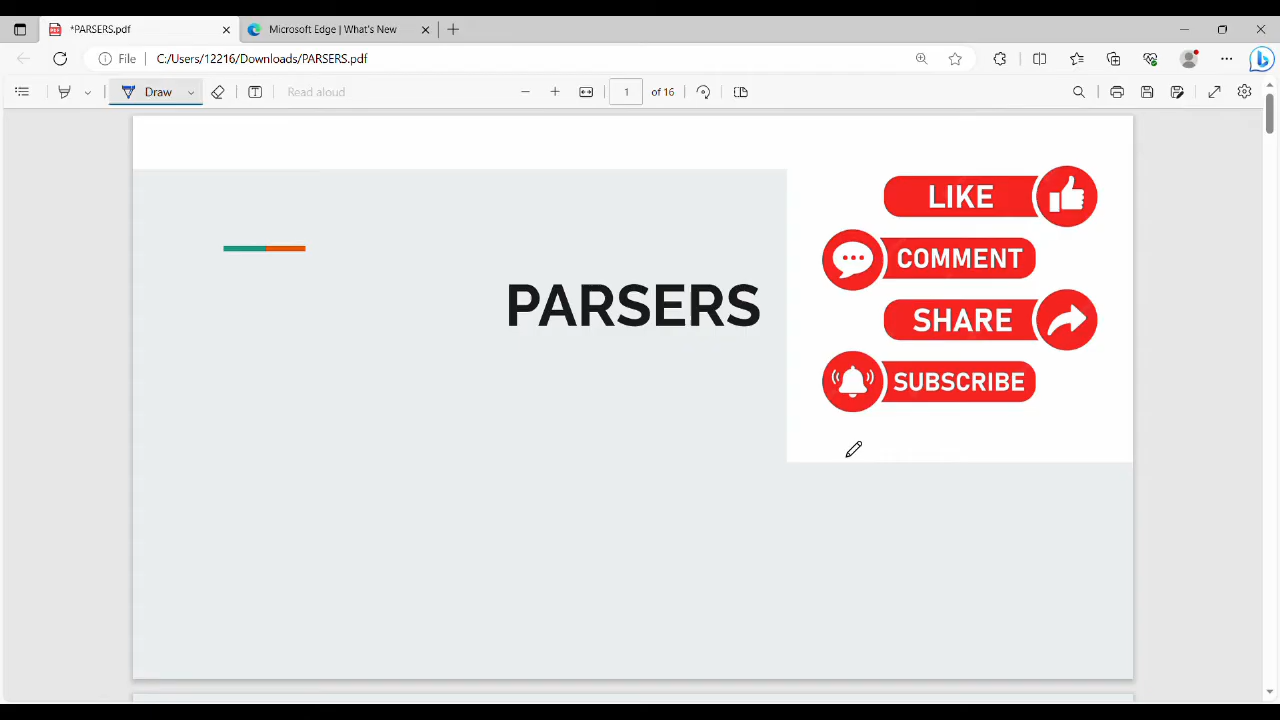 *PARSERS.pdf
Microsoft Edge | What's New
File
C:/Users/12216/Downloads/PARSERS.pdf
Draw
Read aloud
1
of 16
PARSERS
LIKE
COMMENT
SHARE
SUBSCRIBE